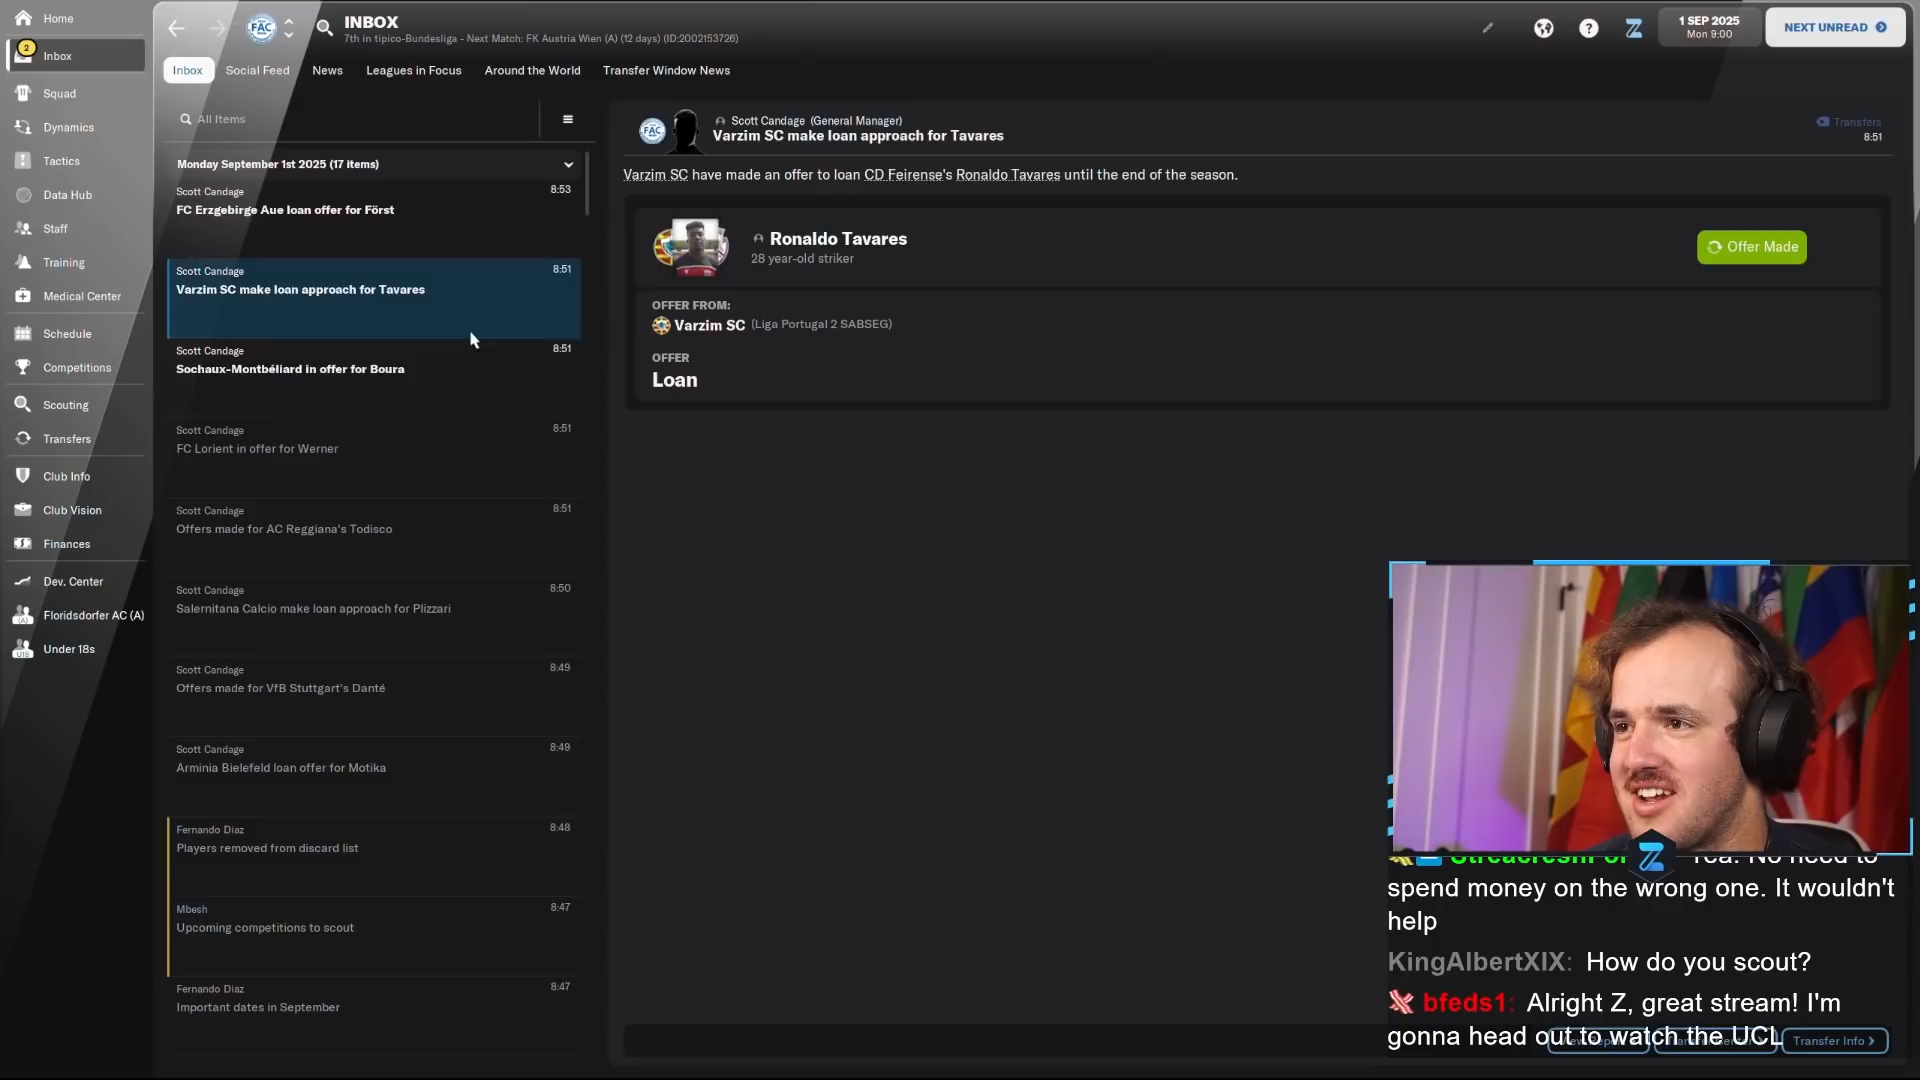 Home
2
Inbox
Squad
Dynamics
Tactics
Data Hub
Staff
Training
Medical Center
Schedule
Competitions
Scouting
Transfers
Club Info
Club Vision
Finances
Dev. Center
Floridsdorfer AC (A)
Under 18s
FAC
INBOX
7th in tipico-Bundesliga - Next Match: FK Austria Wien (A) (12 days) (ID:2002153726)
1 SEP 2025
Mon 9:00
NEXT UNREAD
Inbox
Social Feed
News
Leagues in Focus
Around the World
Transfer Window News
All Items
Monday September 1st 2025 (17 items)
Scott Candage 8:53
FC Erzgebirge Aue loan offer for Först
Scott Candage 8:51
Varzim SC make loan approach for Tavares
Scott Candage 8:51
Sochaux-Montbéliard in offer for Boura
Scott Candage 8:51
FC Lorient in offer for Werner
Scott Candage 8:51
Offers made for AC Reggiana's Todisco
Scott Candage 8:50
Salernitana Calcio make loan approach for Plizzari
Scott Candage 8:49
Offers made for VfB Stuttgart's Danté
Scott Candage 8:49
Arminia Bielefeld loan offer for Motika
Fernando Diaz 8:48
Players removed from discard list
Mbesh 8:47
Upcoming competitions to scout
Fernando Diaz 8:47
Important dates in September
FAC
Scott Candage (General Manager)
Varzim SC make loan approach for Tavares
Transfers
8:51
Varzim SC have made an offer to loan CD Feirense's Ronaldo Tavares until the end of the season.
Ronaldo Tavares
28 year-old striker
Offer Made
OFFER FROM:
Varzim SC (Liga Portugal 2 SABSEG)
OFFER
Loan
Yea. No need to
spend money on the wrong one. It wouldn't
help
KingAlbertXIX: How do you scout?
bfeds1: Alright Z, great stream! I'm
gonna head out to watch the UCL
Transfer Info